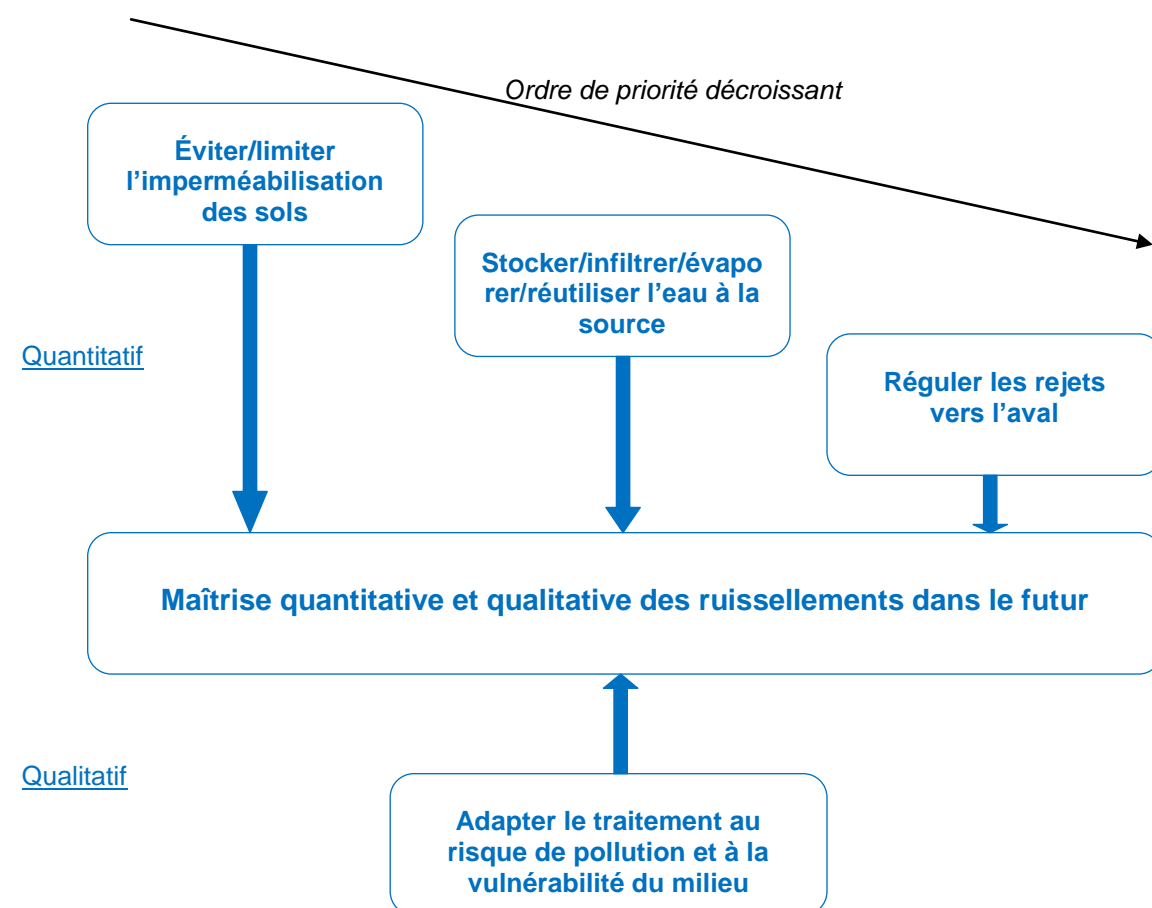 Ordre de priorité décroissant
Éviter/limiter
l’imperméabilisation
des sols
Stocker/infiltrer/évapo
rer/réutiliser l’eau à la
source
Quantitatif
Réguler les rejets
vers l’aval
Maîtrise quantitative et qualitative des ruissellements dans le futur
Qualitatif
Adapter le traitement au
risque de pollution et à la
vulnérabilité du milieu